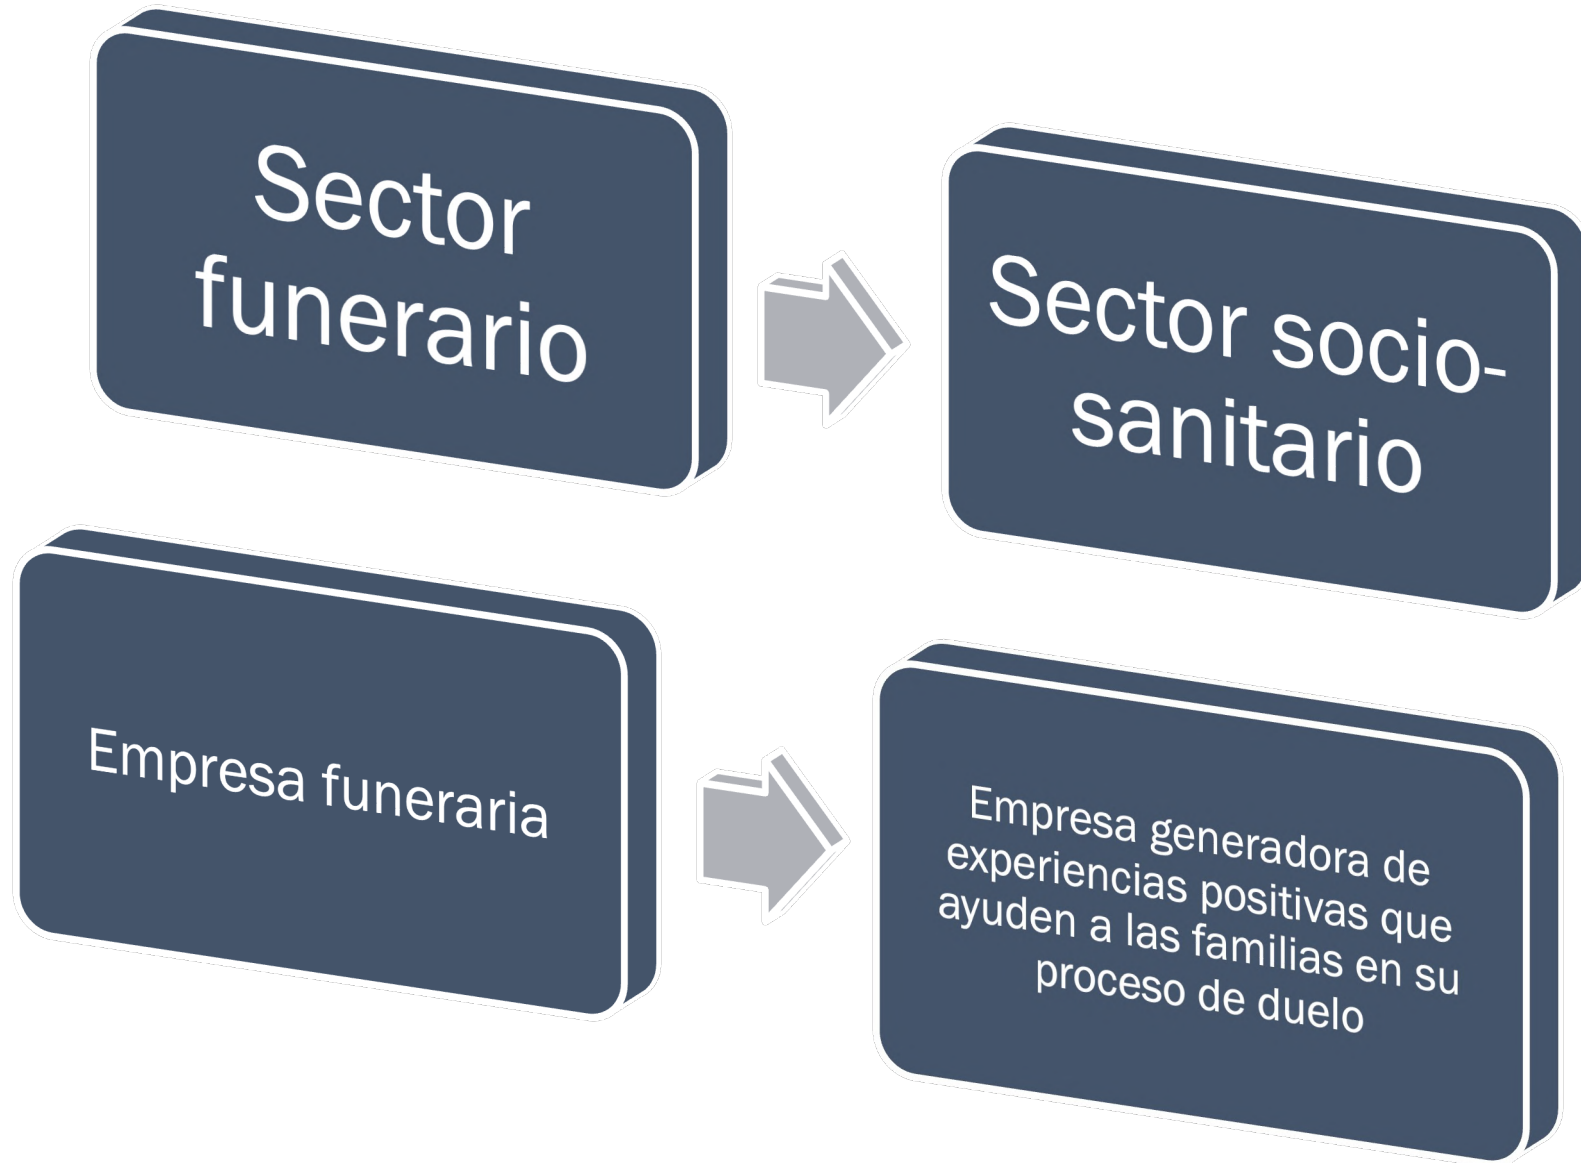 Sector
funerario
Sector socio-
sanitario
Empresa funeraria
Empresa generadora de
experiencias positivas que
ayuden a las familias en su
proceso de duelo